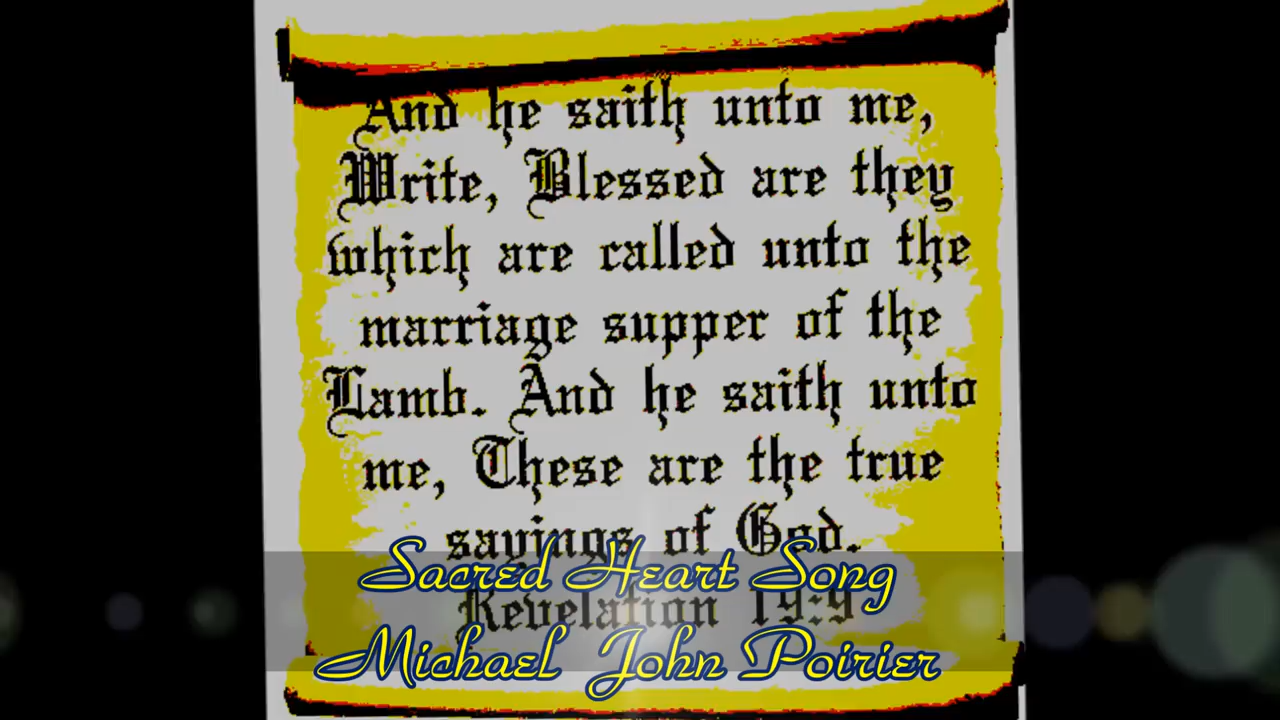 And he saith unto me,
Write, Blessed are they
which are called unto the
marriage supper of the
Lamb. And he saith unto
me, These are the true
sayings of God.
Sacred Heart Song
Revelation 19:9
Michael John Poirier